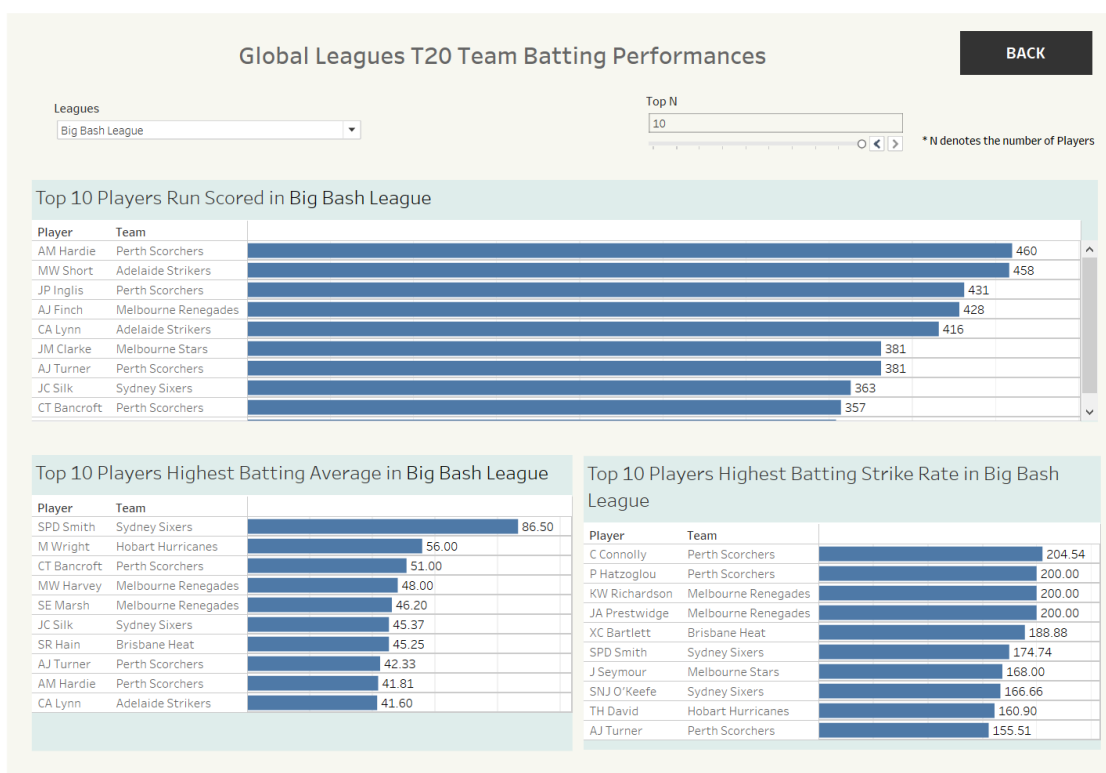 Global Leagues T20 Team Batting Performances
BACK
Leagues
Big Bash League
Top N
10
* N denotes the number of Players
Top 10 Players Run Scored in Big Bash League
Player Team
AM Hardie Perth Scorchers 460
MW Short Adelaide Strikers 458
JP Inglis Perth Scorchers 431
AJ Finch Melbourne Renegades 428
CA Lynn Adelaide Strikers 416
JM Clarke Melbourne Stars 381
AJ Turner Perth Scorchers 381
JC Silk Sydney Sixers 363
CT Bancroft Perth Scorchers 357
Top 10 Players Highest Batting Average in Big Bash League
Player Team
SPD Smith Sydney Sixers 86.50
M Wright Hobart Hurricanes 56.00
CT Bancroft Perth Scorchers 51.00
MW Harvey Melbourne Renegades 48.00
SE Marsh Melbourne Renegades 46.20
JC Silk Sydney Sixers 45.37
SR Hain Brisbane Heat 45.25
AJ Turner Perth Scorchers 42.33
AM Hardie Perth Scorchers 41.81
CA Lynn Adelaide Strikers 41.60
Top 10 Players Highest Batting Strike Rate in Big Bash
League
Player Team
C Connolly Perth Scorchers 204.54
P Hatzoglou Perth Scorchers 200.00
KW Richardson Melbourne Renegades 200.00
JA Prestwidge Melbourne Renegades 200.00
XC Bartlett Brisbane Heat 188.88
SPD Smith Sydney Sixers 174.74
J Seymour Melbourne Stars 168.00
SNJ O'Keefe Sydney Sixers 166.66
TH David Hobart Hurricanes 160.90
AJ Turner Perth Scorchers 155.51